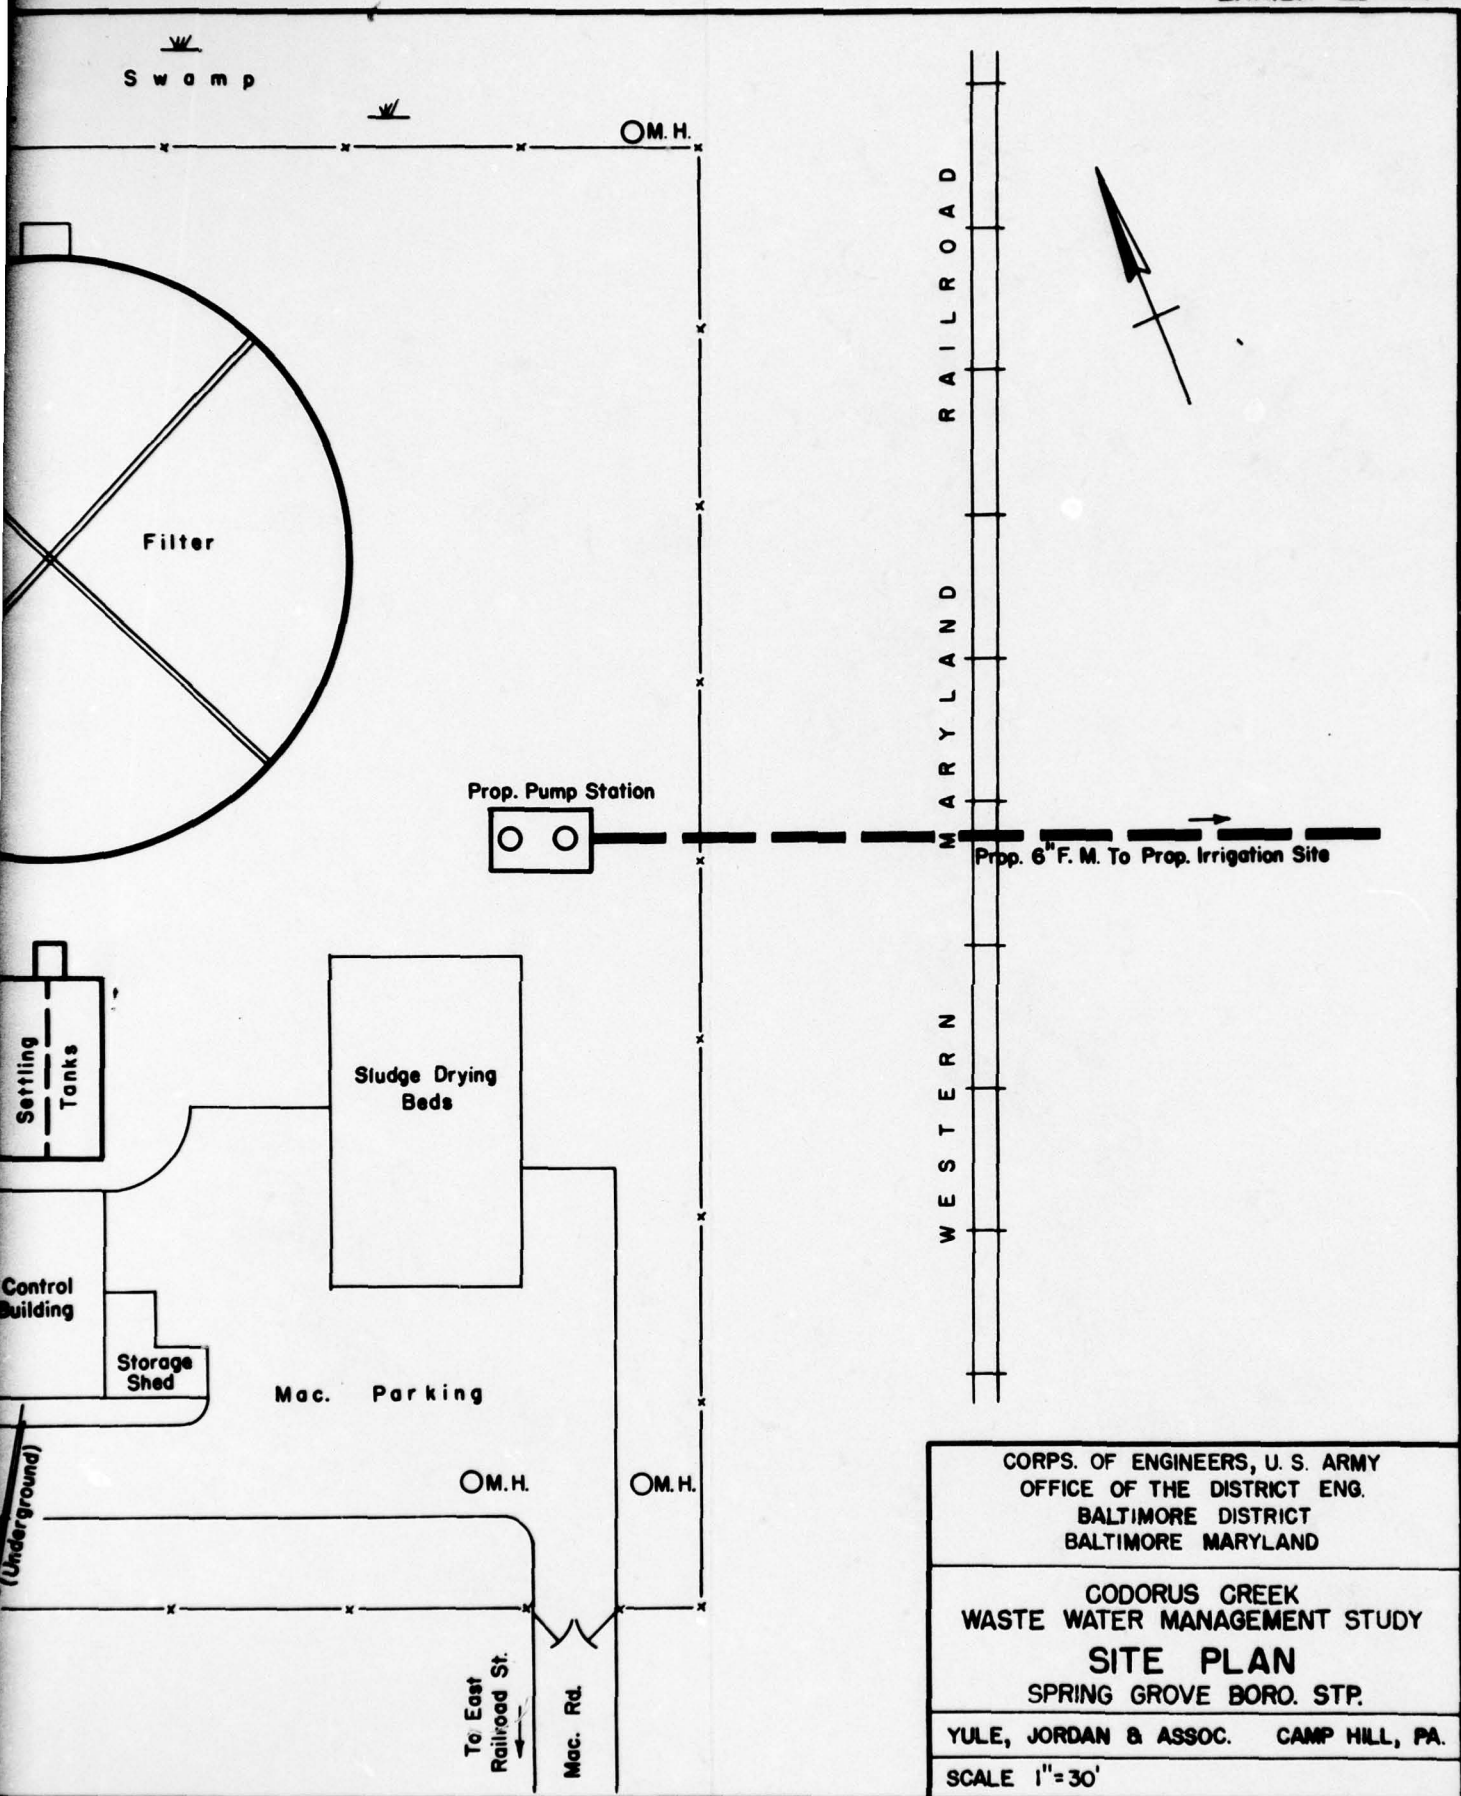 Swamp
M. H.
WESTERN MARYLAND RAILROAD
Filter
Prop. Pump Station
Prop. 6" F. M. To Prop. Irrigation Site
Settling
Tanks
Sludge Drying
Beds
Control
Building
Storage
Shed
Mac. Parking
(Underground)
M. H.
M. H.
To East
Railroad St.
Mac. Rd.
CORPS. OF ENGINEERS, U. S. ARMY
OFFICE OF THE DISTRICT ENG.
BALTIMORE DISTRICT
BALTIMORE MARYLAND
CODORUS CREEK
WASTE WATER MANAGEMENT STUDY
SITE PLAN
SPRING GROVE BORO. STP.
YULE, JORDAN & ASSOC. CAMP HILL, PA.
SCALE 1"=30'